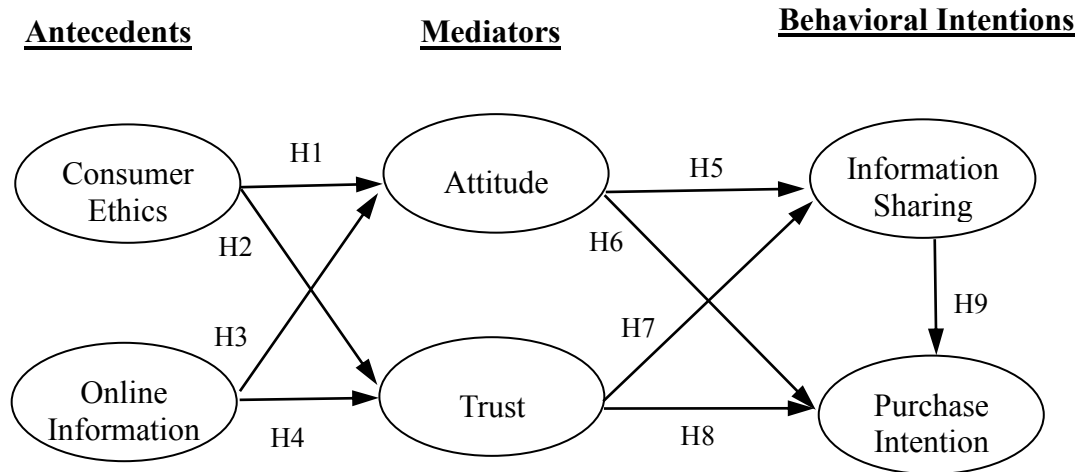 Antecedents
Mediators
Behavioral Intentions
Consumer
Ethics
H1
Attitude
H5
Information
Sharing
H2
H6
H3
H7
H9
Online
Information
H4
Trust
H8
Purchase
Intention